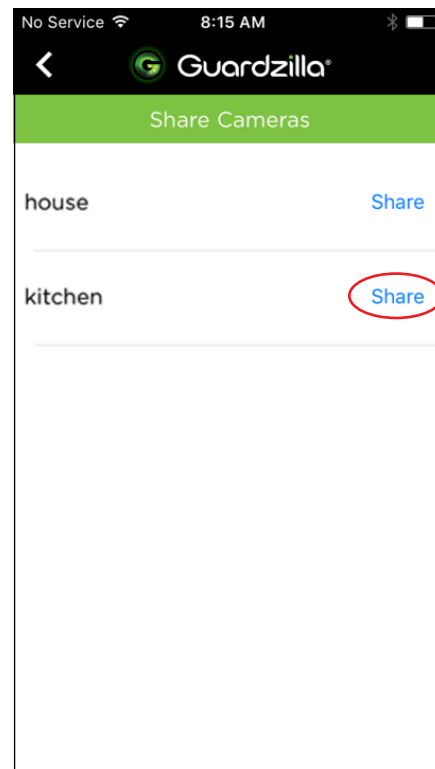 No Service 8:15 AM
G Guardzilla®
Share Cameras
house Share
kitchen Share